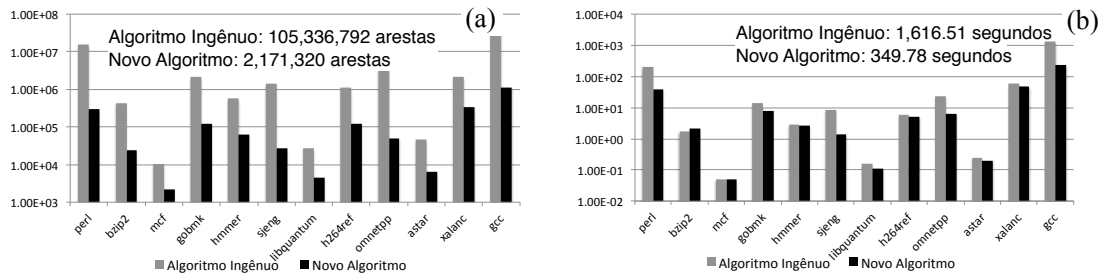 (a)
Algoritmo Ingênuo: 105,336,792 arestas
Novo Algoritmo: 2,171,320 arestas
1.00E+08
1.00E+07
1.00E+06
1.00E+05
1.00E+04
1.00E+03
perl
bzip2
mcf
gobmk
hmmer
sjeng
libquantum
h264ref
omnetpp
astar
xalanc
gcc
Algoritmo Ingênuo Novo Algoritmo
(b)
Algoritmo Ingênuo: 1,616.51 segundos
Novo Algoritmo: 349.78 segundos
1.00E+04
1.00E+03
1.00E+02
1.00E+01
1.00E+00
1.00E-01
1.00E-02
perl
bzip2
mcf
gobmk
hmmer
sjeng
libquantum
h264ref
omnetpp
astar
xalanc
gcc
Algoritmo Ingênuo Novo Algoritmo